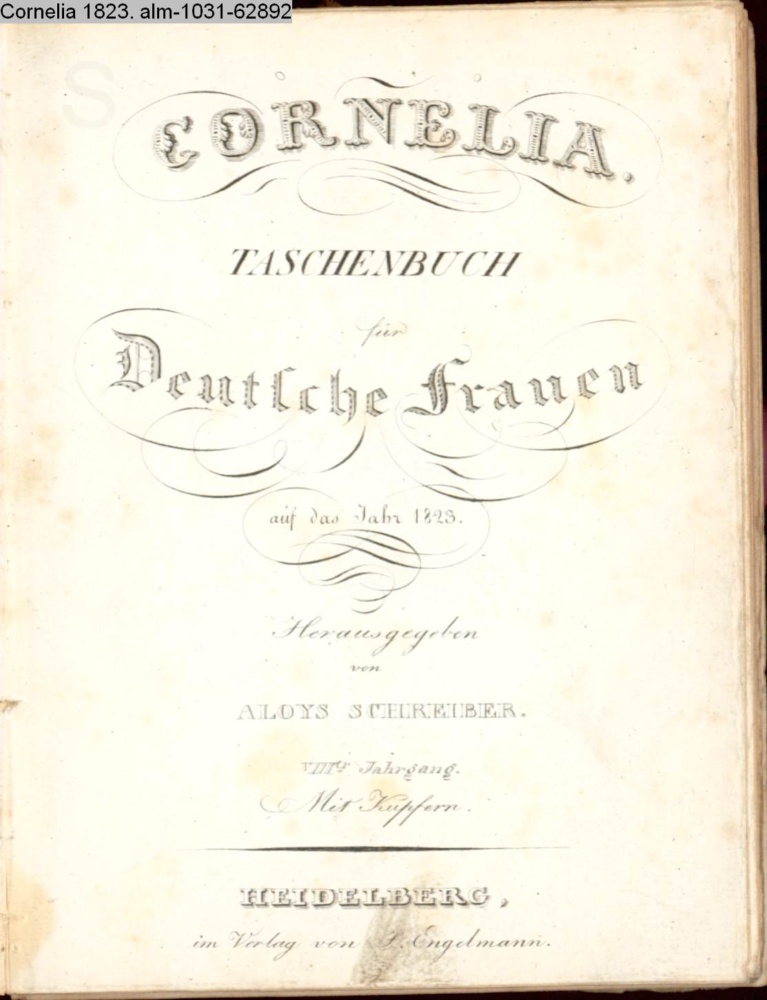 Cornelia 1823. alm-1031-62892
CORNELIA.
TASCHENBUCH
für
Deutſche Frauen
auf das Jahr 1823.
Herausgegeben
von
ALOYS SCHREIBER.
VIIIr Jahrgang.
Mit Kupfern.
HEIDELBERG,
im Verlag von J. Engelmann.